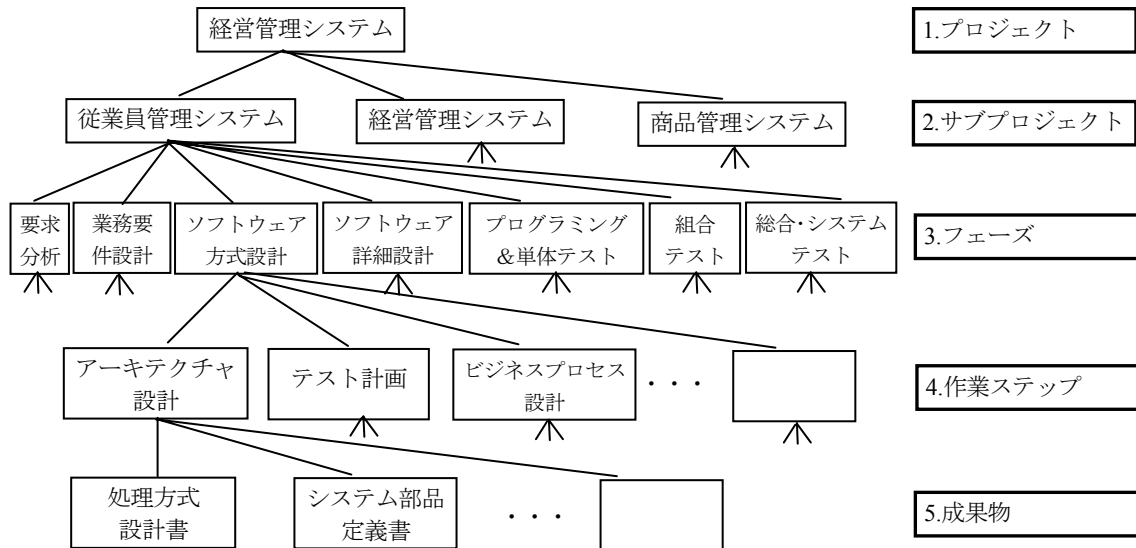 経営管理システム
1.プロジェクト
従業員管理システム
経営管理システム
商品管理システム
2.サブプロジェクト
要求
分析
業務要
件設計
ソフトウェア
方式設計
ソフトウェア
詳細設計
プログラミング
&単体テスト
組合
テスト
総合・システム
テスト
3.フェーズ
アーキテクチャ
設計
テスト計画
ビジネスプロセス
設計
・・・
4.作業ステップ
処理方式
設計書
システム部品
定義書
・・・
5.成果物